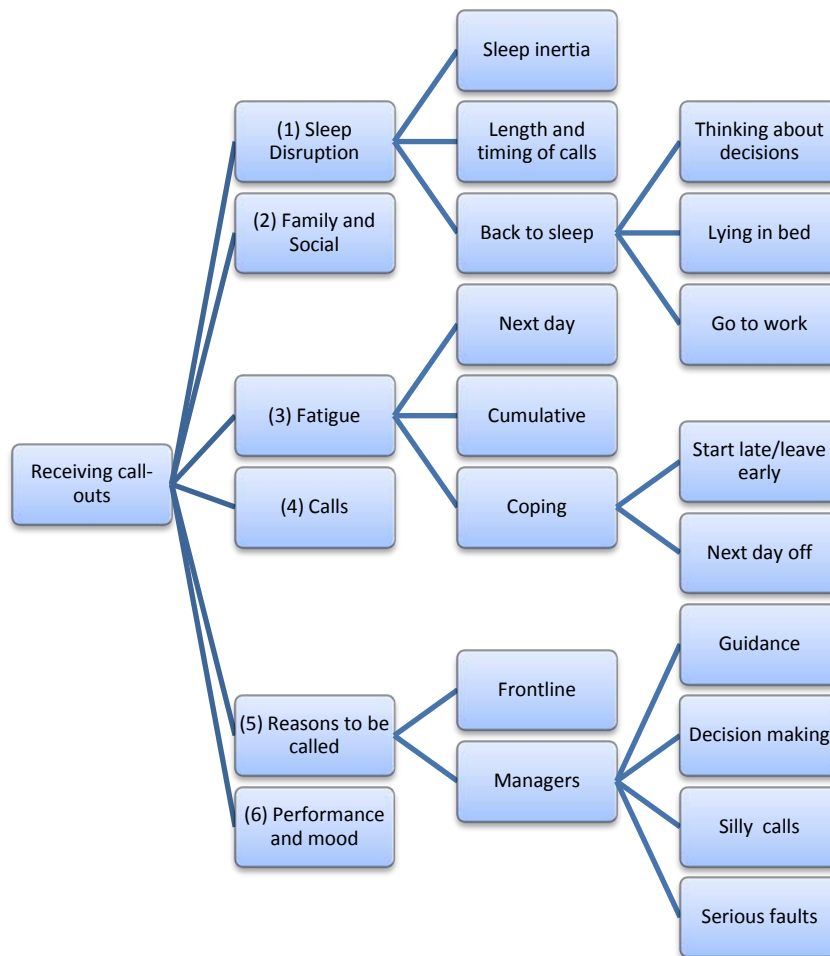 Receiving call-
outs
(1) Sleep
Disruption
Sleep inertia
Length and
timing of calls
Back to sleep
Thinking about
decisions
Lying in bed
Go to work
(2) Family and
Social
(3) Fatigue
Next day
Cumulative
Coping
Start late/leave
early
Next day off
(4) Calls
(5) Reasons to be
called
Frontline
Managers
Guidance
Decision making
Silly calls
Serious faults
(6) Performance
and mood